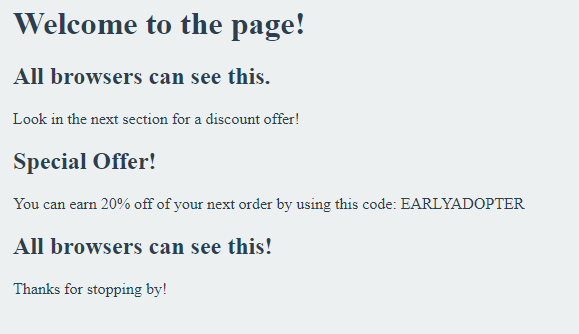 Welcome to the page!
All browsers can see this.
Look in the next section for a discount offer!
Special Offer!
You can earn 20% off of your next order by using this code: EARLYADOPTER
All browsers can see this!
Thanks for stopping by!